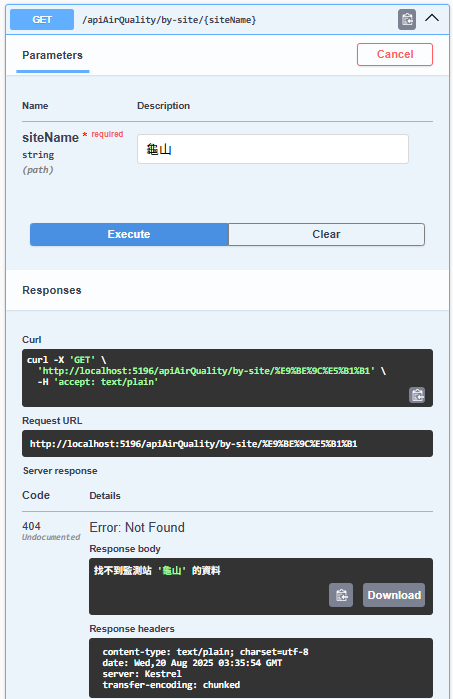 GET /apiAirQuality/by-site/{siteName}
Parameters
Cancel
Name Description
siteName * required
string
(path)
龜山
Execute Clear
Responses
Curl
curl -X 'GET' \
'http://localhost:5196/apiAirQuality/by-site/%E9%BE%9C%E5%B1%B1' \
-H 'accept: text/plain'
Request URL
http://localhost:5196/apiAirQuality/by-site/%E9%BE%9C%E5%B1%B1
Server response
Code Details
404
Undocumented
Error: Not Found
Response body
找不到監測站 '龜山' 的資料
Download
Response headers
content-type: text/plain; charset=utf-8
date: Wed,20 Aug 2025 03:35:54 GMT
server: Kestrel
transfer-encoding: chunked